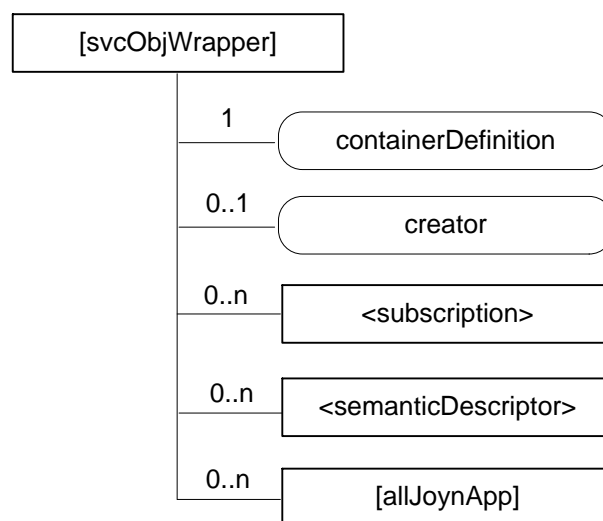 [svcObjWrapper]
1
containerDefinition
0..1
creator
0..n
<subscription>
0..n
<semanticDescriptor>
0..n
[allJoynApp]